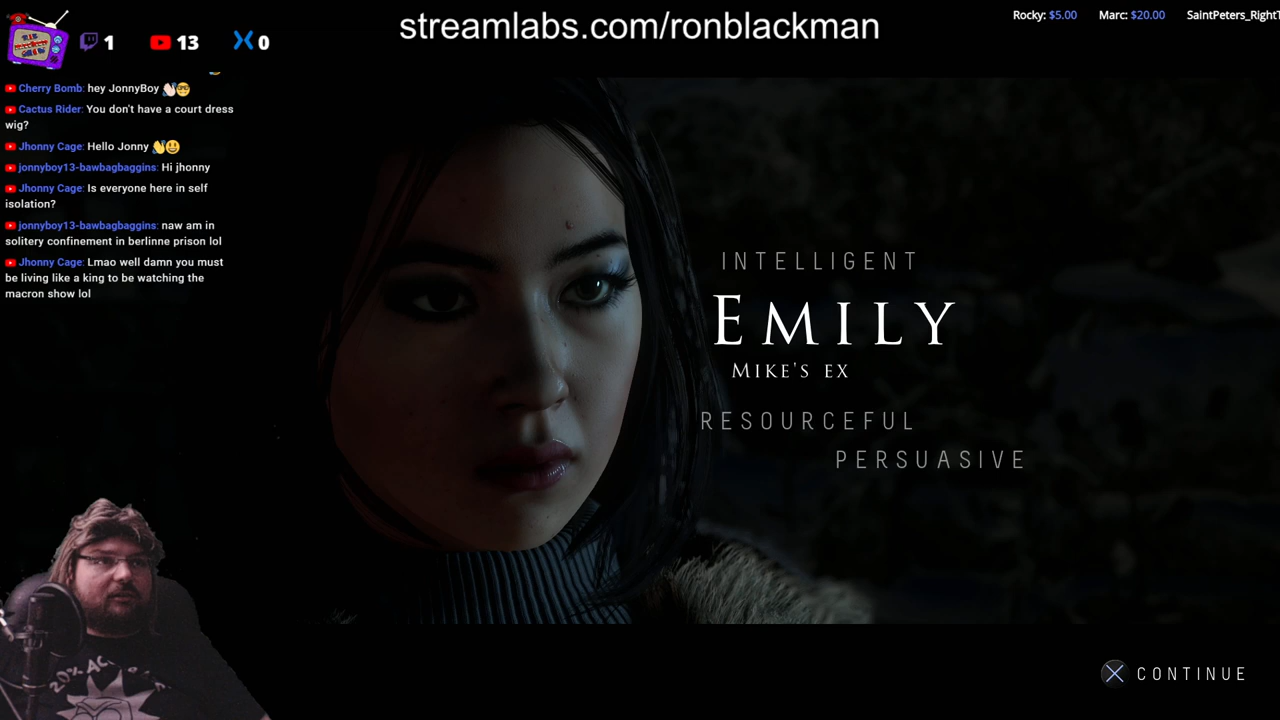 streamlabs.com/ronblackman
Rocky: $5.00 Marc: $20.00 SaintPeters_RightT
1 13 0
Cherry Bomb: hey JonnyBoy 👋🏻🤓
Cactus Rider: You don't have a court dress
wig?
Jhonny Cage: Hello Jonny 👋😃
jonnyboy13-bawbagbaggins: Hi jhonny
Jhonny Cage: Is everyone here in self
isolation?
jonnyboy13-bawbagbaggins: naw am in
solitery confinement in berlinne prison lol
Jhonny Cage: Lmao well damn you must
be living like a king to be watching the
macron show lol
INTELLIGENT
EMILY
MIKE'S EX
RESOURCEFUL
PERSUASIVE
20% AC
CONTINUE